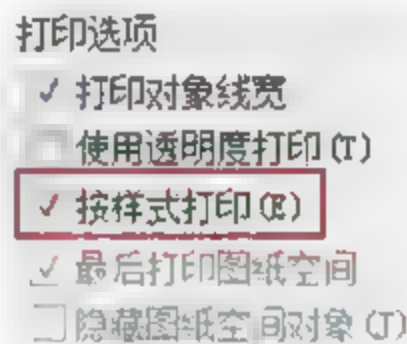 打印选项
打印对象线宽
使用透明度打印(T)
按样式打印(E)
最后打印图纸空间
隐藏图纸空间对象(J)